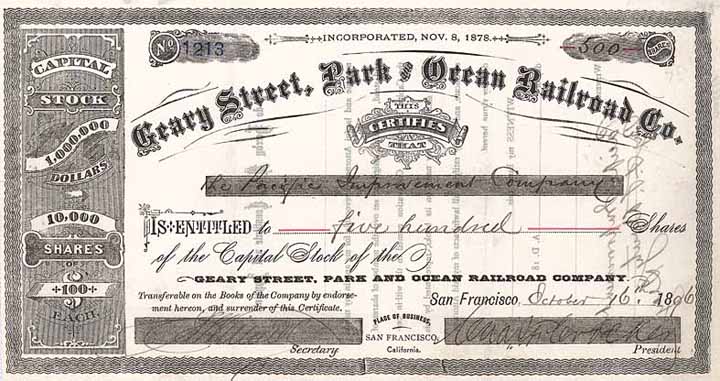 INCORPORATED, NOV. 8, 1878.
No 1213
500 SHARES
CAPITAL
STOCK
1,000,000
DOLLARS
10,000
SHARES
OF
$100
EACH
Geary Street, Park and Ocean Railroad Co.
THIS
CERTIFIES
THAT
The Pacific Improvement Company
IS ENTITLED to five hundred Shares
of the Capital Stock of the
GEARY STREET, PARK AND OCEAN RAILROAD COMPANY.
Transferable on the Books of the Company by endorse-
ment hereon, and surrender of this Certificate.
San Francisco, October 16th 1896
PLACE OF BUSINESS,
SAN FRANCISCO,
California.
Secretary
President